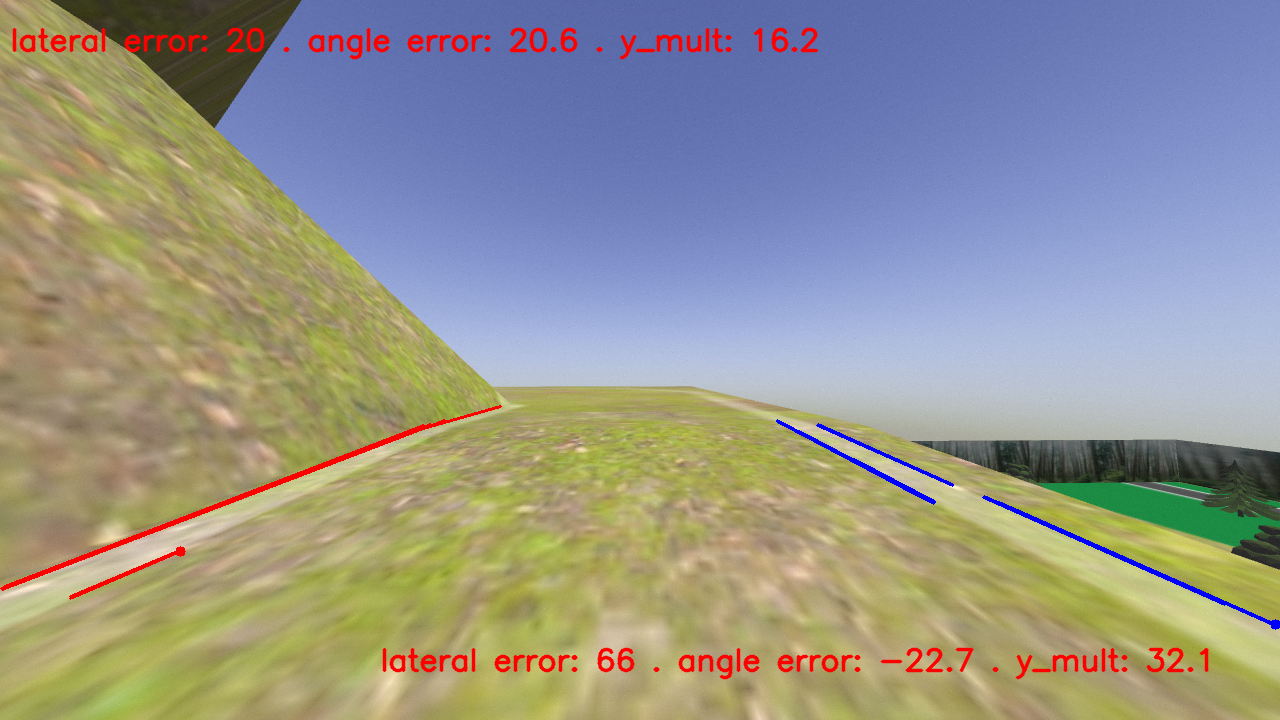 lateral error: 20 . angle error: 20.6 . y_mult: 16.2
lateral error: 66 . angle error: -22.7 . y_mult: 32.1